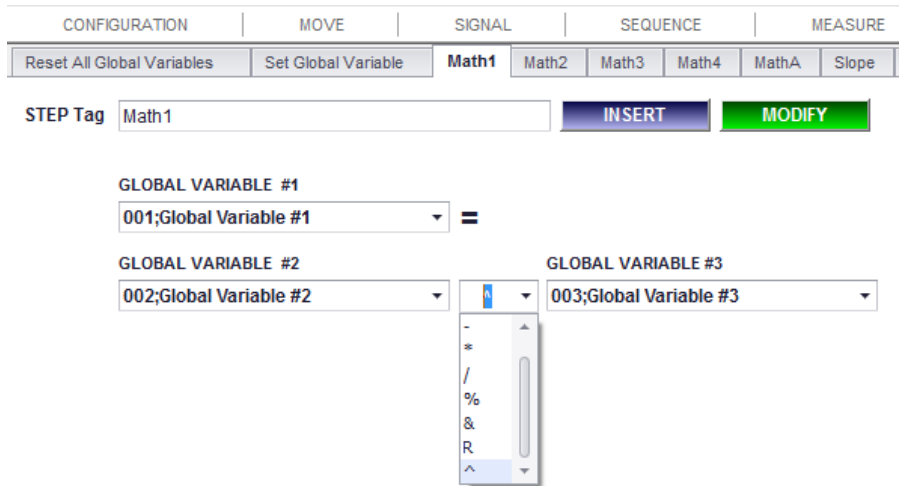 CONFIGURATION MOVE SIGNAL SEQUENCE MEASURE
Reset All Global Variables Set Global Variable Math1 Math2 Math3 Math4 MathA Slope
STEP Tag Math1 INSERT MODIFY
GLOBAL VARIABLE #1
001;Global Variable #1 =
GLOBAL VARIABLE #2 GLOBAL VARIABLE #3
002;Global Variable #2 ^ 003;Global Variable #3
-
*
/
%
&
R
^